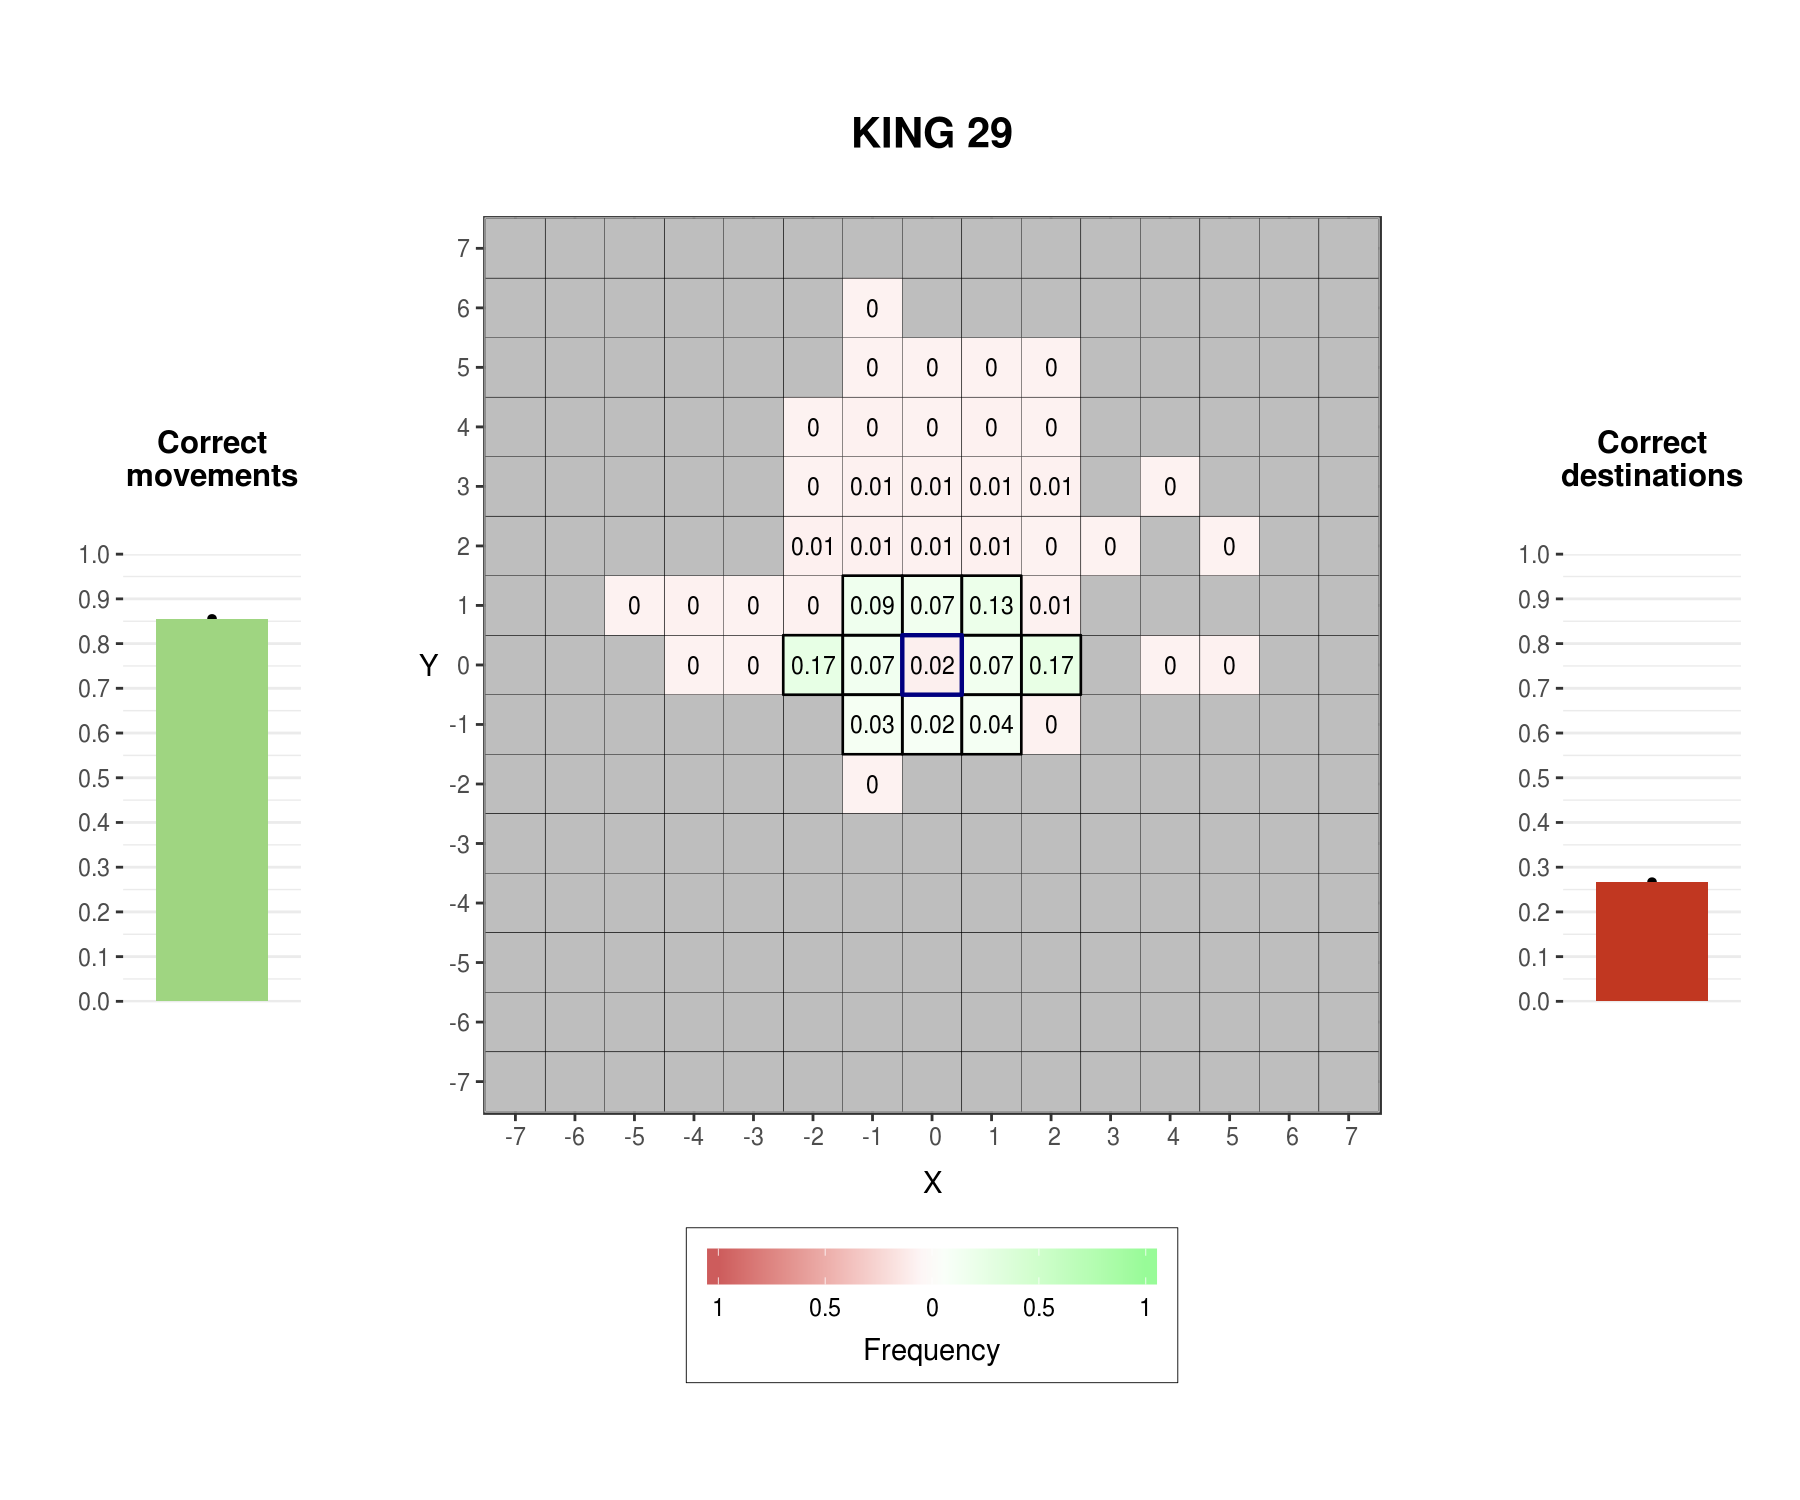 KING 29
Correct
movements
1.0
0.9
0.8
0.7
0.6
0.5
0.4
0.3
0.2
0.1
0.0
Y
7
6 0
5 0 0 0 0
4 0 0 0 0 0
3 0 0.01 0.01 0.01 0.01 0
2 0.01 0.01 0.01 0.01 0 0 0
1 0 0 0 0 0.09 0.07 0.13 0.01
0 0 0 0.17 0.07 0.02 0.07 0.17 0 0
-1 0.03 0.02 0.04 0
-2 0
-3
-4
-5
-6
-7
-7 -6 -5 -4 -3 -2 -1 0 1 2 3 4 5 6 7
X
1 0.5 0 0.5 1
Frequency
Correct
destinations
1.0
0.9
0.8
0.7
0.6
0.5
0.4
0.3
0.2
0.1
0.0